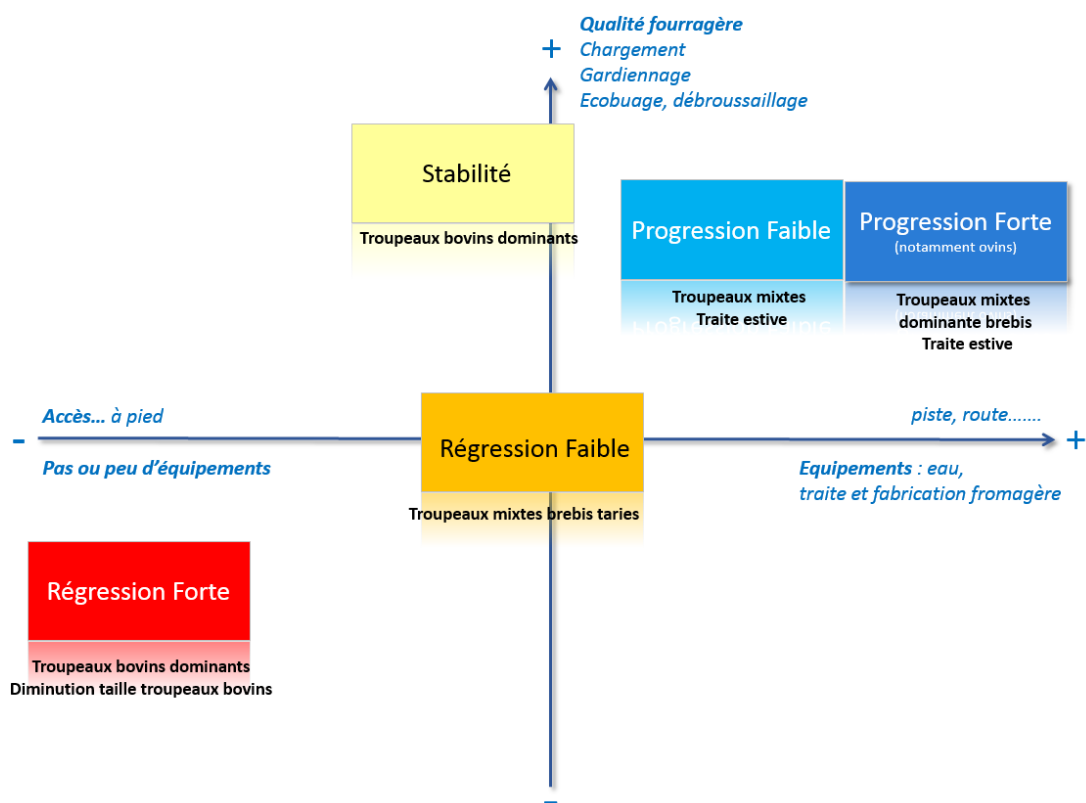 Qualité fourragère
+
Chargement
Gardiennage
Ecobuage, débroussaillage
Stabilité
Troupeaux bovins dominants
Progression Faible
Troupeaux mixtes
Traite estive
Progression Forte
(notamment ovins)
Troupeaux mixtes
dominante brebis
Traite estive
Accès... à pied
piste, route.......
-
+
Pas ou peu d’équipements
Equipements : eau,
traite et fabrication fromagère
Régression Faible
Troupeaux mixtes brebis taries
Régression Forte
Troupeaux bovins dominants
Diminution taille troupeaux bovins
-